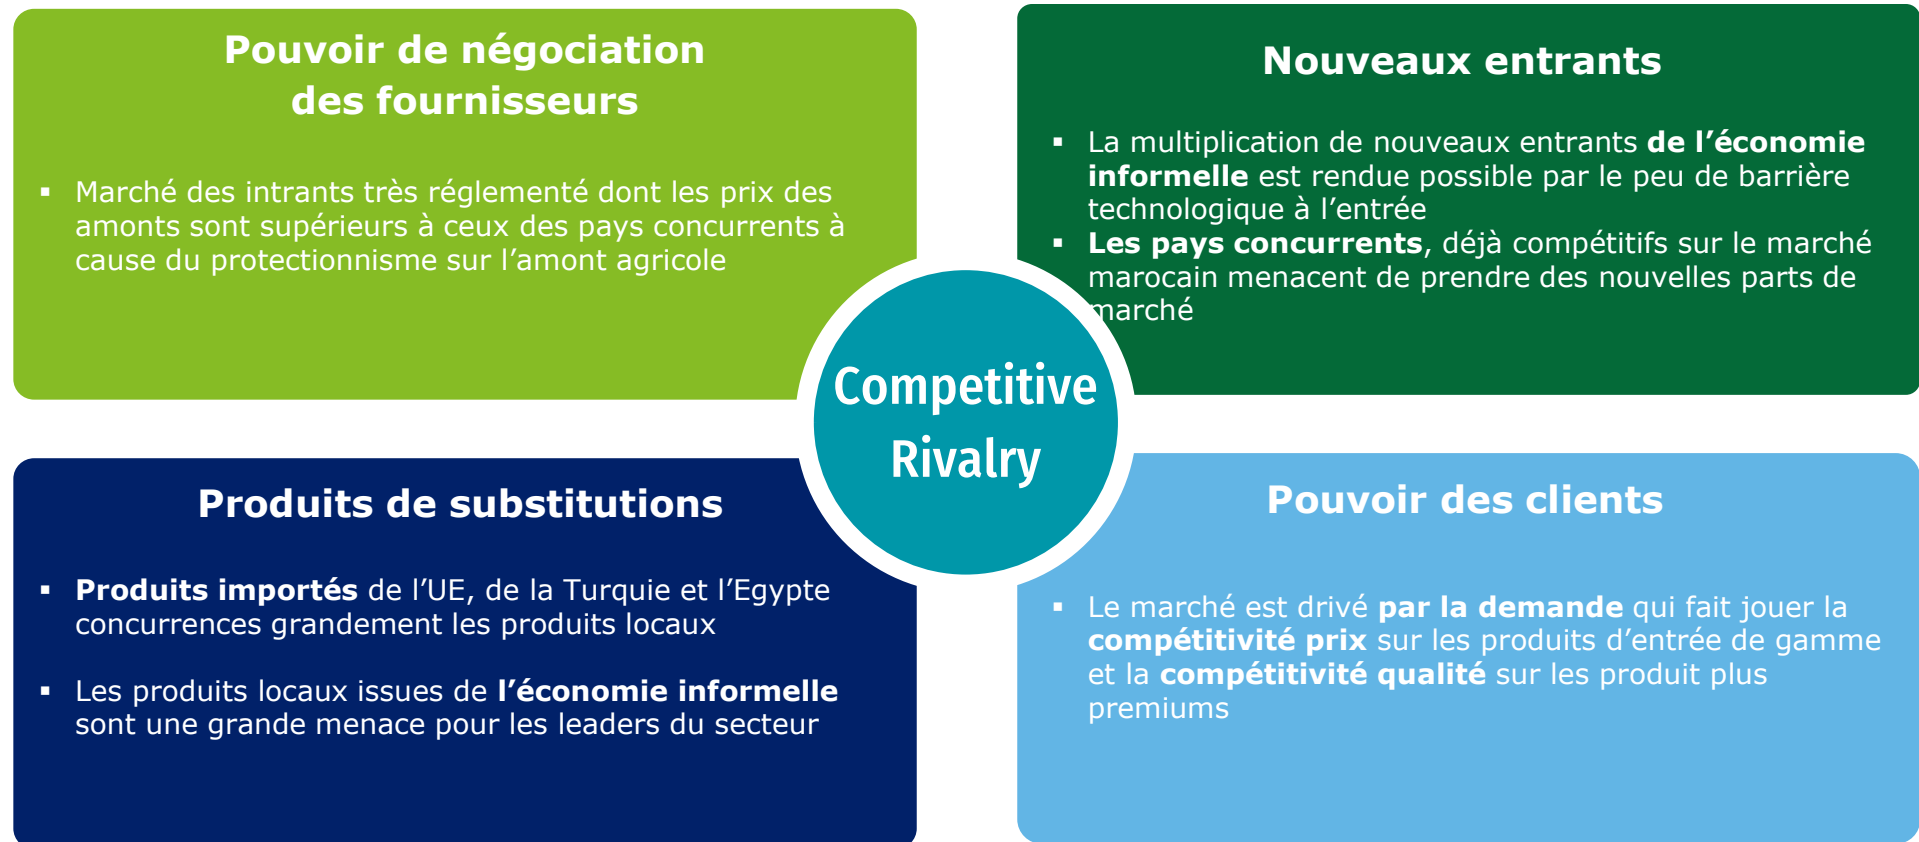 Pouvoir de négociation
des fournisseurs
▪ Marché des intrants très réglementé dont les prix des
amonts sont supérieurs à ceux des pays concurrents à
cause du protectionnisme sur l’amont agricole
Nouveaux entrants
▪ La multiplication de nouveaux entrants de l’économie
informelle est rendue possible par le peu de barrière
technologique à l’entrée
▪ Les pays concurrents, déjà compétitifs sur le marché
marocain menacent de prendre des nouvelles parts de
marché
Competitive
Rivalry
Produits de substitutions
▪ Produits importés de l’UE, de la Turquie et l’Egypte
concurrences grandement les produits locaux
▪ Les produits locaux issues de l’économie informelle
sont une grande menace pour les leaders du secteur
Pouvoir des clients
▪ Le marché est drivé par la demande qui fait jouer la
compétitivité prix sur les produits d’entrée de gamme
et la compétitivité qualité sur les produit plus
premiums